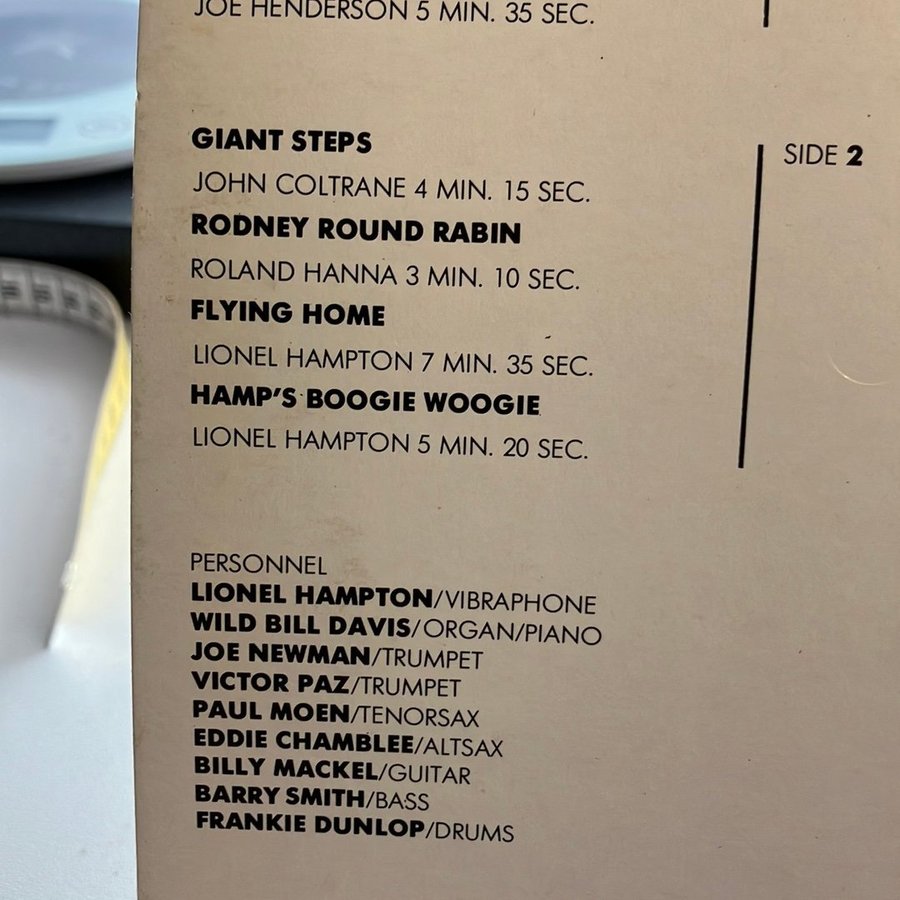 JOE HENDERSON 5 MIN. 35 SEC.
GIANT STEPS
SIDE 2
JOHN COLTRANE 4 MIN. 15 SEC.
RODNEY ROUND RABIN
ROLAND HANNA 3 MIN. 10 SEC.
FLYING HOME
LIONEL HAMPTON 7 MIN. 35 SEC.
HAMP'S BOOGIE WOOGIE
LIONEL HAMPTON 5 MIN. 20 SEC.
PERSONNEL
LIONEL HAMPTON/VIBRAPHONE
WILD BILL DAVIS/ORGAN/PIANO
JOE NEWMAN/TRUMPET
VICTOR PAZ/TRUMPET
PAUL MOEN/TENORSAX
EDDIE CHAMBLEE/ALTSAX
BILLY MACKEL/GUITAR
BARRY SMITH/BASS
FRANKIE DUNLOP/DRUMS